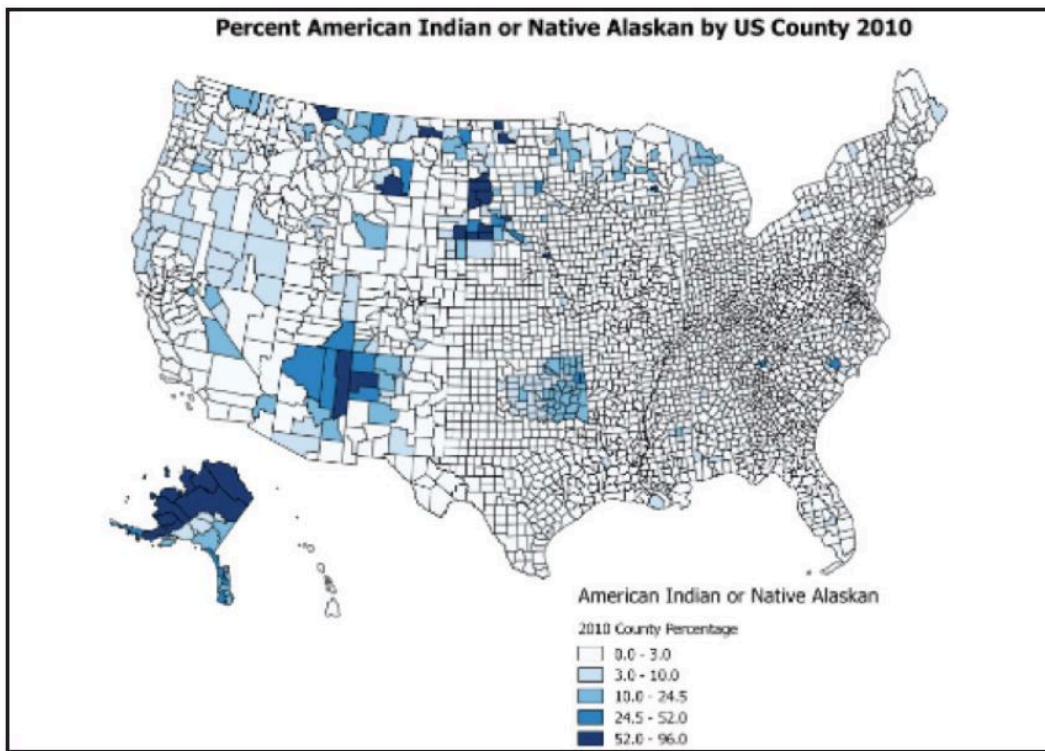 Percent American Indian or Native Alaskan by US County 2010
American Indian or Native Alaskan
2010 County Percentage
0.0 - 3.0
3.0 - 10.0
10.0 - 24.5
24.5 - 52.0
52.0 - 96.0